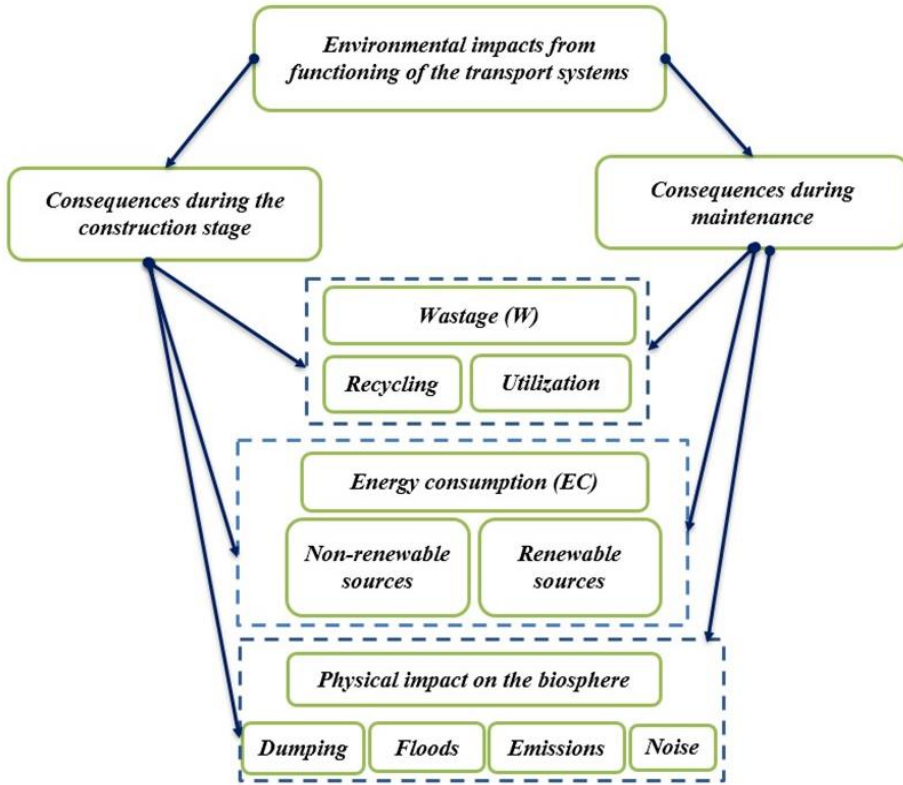 Environmental impacts from
functioning of the transport systems
Consequences during the
construction stage
Consequences during
maintenance
Wastage (W)
Recycling
Utilization
Energy consumption (EC)
Non-renewable
sources
Renewable
sources
Physical impact on the biosphere
Dumping
Floods
Emissions
Noise